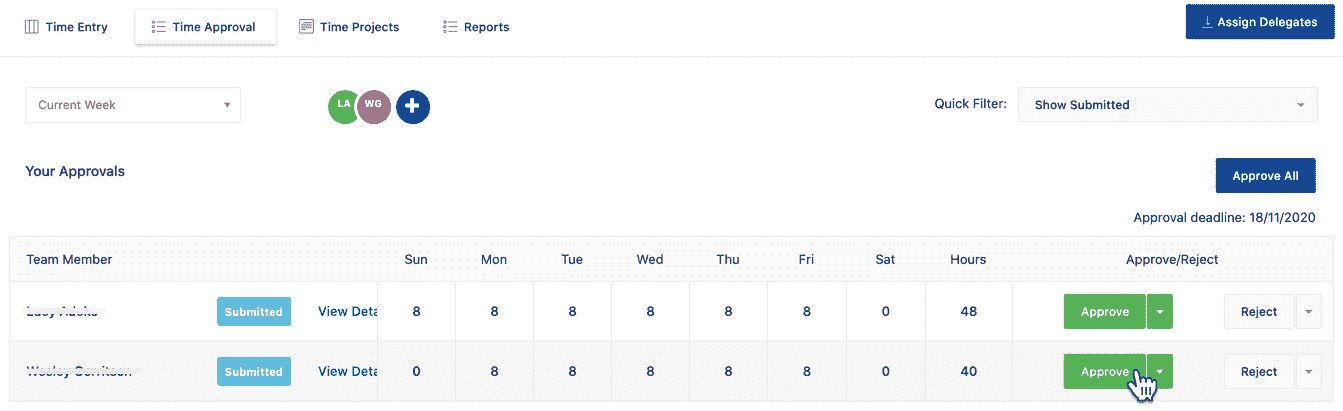 Time Entry Time Approval Time Projects Reports Assign Delegates
Current Week LA WG Quick Filter: Show Submitted
Your Approvals Approve All
Approval deadline: 18/11/2020
Team Member Sun Mon Tue Wed Thu Fri Sat Hours Approve/Reject
Submitted View Deta 8 8 8 8 8 8 0 48 Approve Reject
Submitted View Deta 0 8 8 8 8 8 0 40 Approve Reject